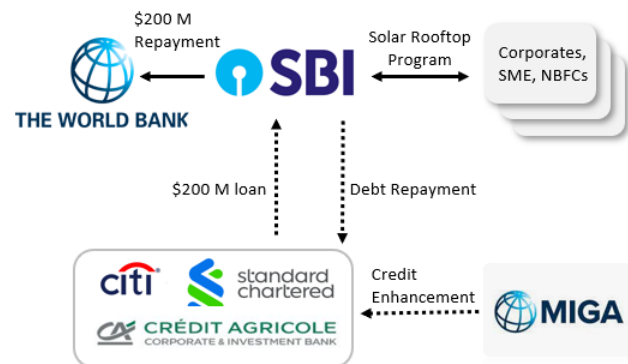 $200 M
Repayment
THE WORLD BANK
SBI
Solar Rooftop
Program
Corporates,
SME, NBFCs
$200 M loan
Debt Repayment
citi
standard
chartered
CA
CRÉDIT AGRICOLE
CORPORATE & INVESTMENT BANK
Credit
Enhancement
MIGA